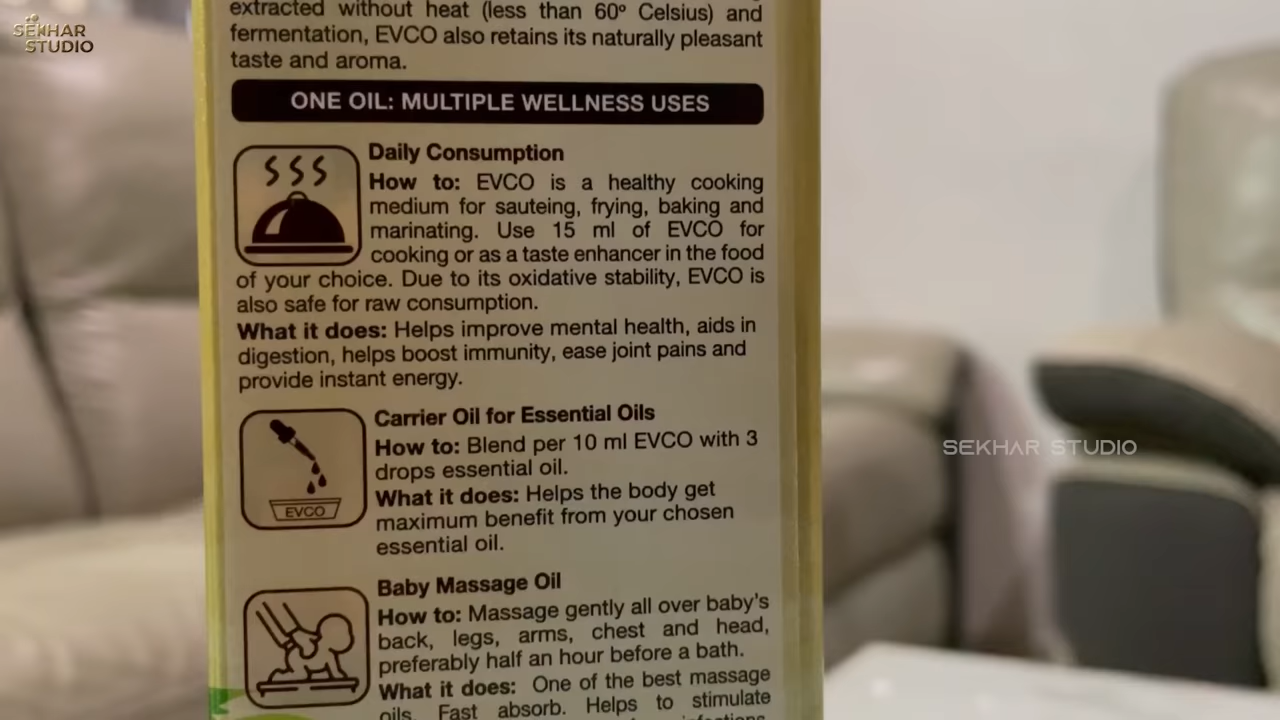 SEKHAR
STUDIO
extracted without heat (less than 60º Celsius) and
fermentation, EVCO also retains its naturally pleasant
taste and aroma.
ONE OIL: MULTIPLE WELLNESS USES
Daily Consumption
How to: EVCO is a healthy cooking
medium for sauteing, frying, baking and
marinating. Use 15 ml of EVCO for
cooking or as a taste enhancer in the food
of your choice. Due to its oxidative stability, EVCO is
also safe for raw consumption.
What it does: Helps improve mental health, aids in
digestion, helps boost immunity, ease joint pains and
provide instant energy.
Carrier Oil for Essential Oils
How to: Blend per 10 ml EVCO with 3
drops essential oil.
EVCO
What it does: Helps the body get
maximum benefit from your chosen
essential oil.
Baby Massage Oil
How to: Massage gently all over baby's
back, legs, arms, chest and head,
preferably half an hour before a bath.
What it does: One of the best massage
oils. Fast absorb. Helps to stimulate
SEKHAR STUDIO